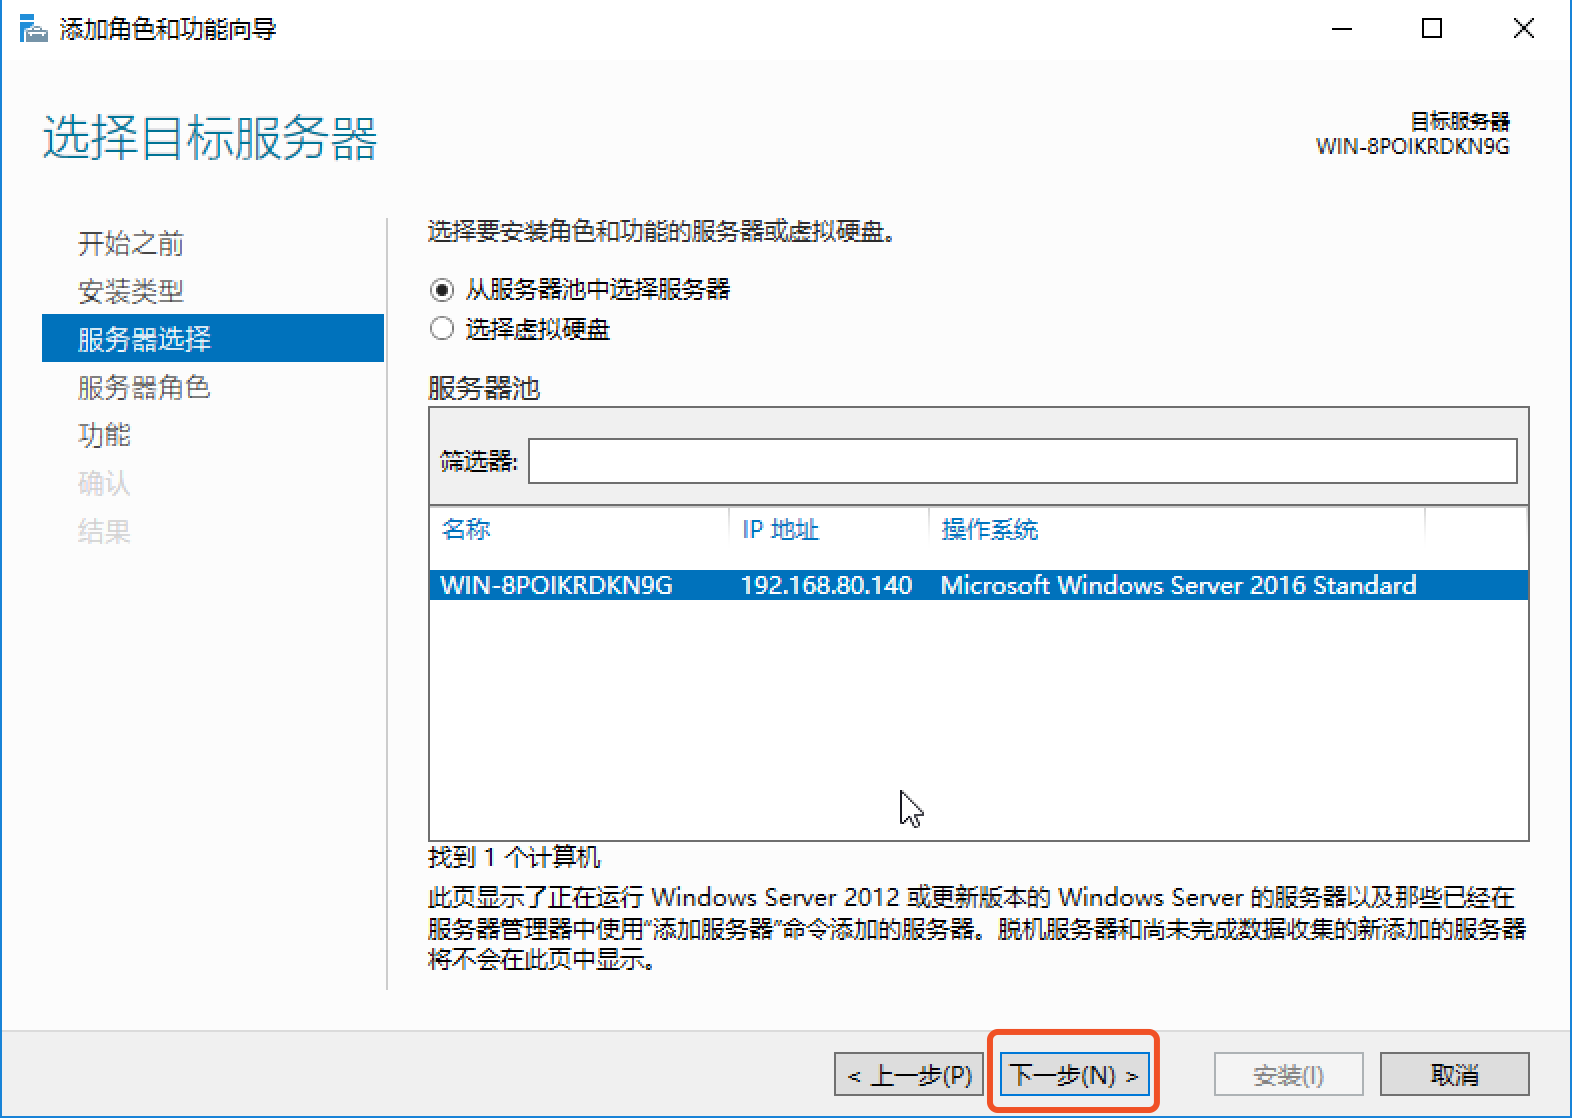 添加角色和功能向导
选择目标服务器
目标服务器
WIN-8POIKRDKN9G
开始之前
安装类型
服务器选择
服务器角色
功能
确认
结果
选择要安装角色和功能的服务器或虚拟硬盘。
从服务器池中选择服务器
选择虚拟硬盘
服务器池
筛选器:
名称 IP 地址 操作系统
WIN-8POIKRDKN9G 192.168.80.140 Microsoft Windows Server 2016 Standard
找到 1 个计算机
此页显示了正在运行 Windows Server 2012 或更新版本的 Windows Server 的服务器以及那些已经在
服务器管理器中使用“添加服务器”命令添加的服务器。脱机服务器和尚未完成数据收集的新添加的服务器
将不会在此页中显示。
< 上一步(P) 下一步(N) > 安装(I) 取消